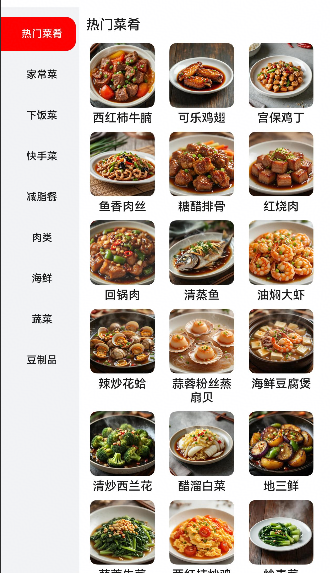 热门菜肴
家常菜
下饭菜
快手菜
减脂餐
肉类
海鲜
蔬菜
豆制品
热门菜肴
西红柿牛腩
可乐鸡翅
宫保鸡丁
鱼香肉丝
糖醋排骨
红烧肉
回锅肉
清蒸鱼
油焖大虾
辣炒花蛤
蒜蓉粉丝蒸
扇贝
海鲜豆腐煲
清炒西兰花
醋溜白菜
地三鲜